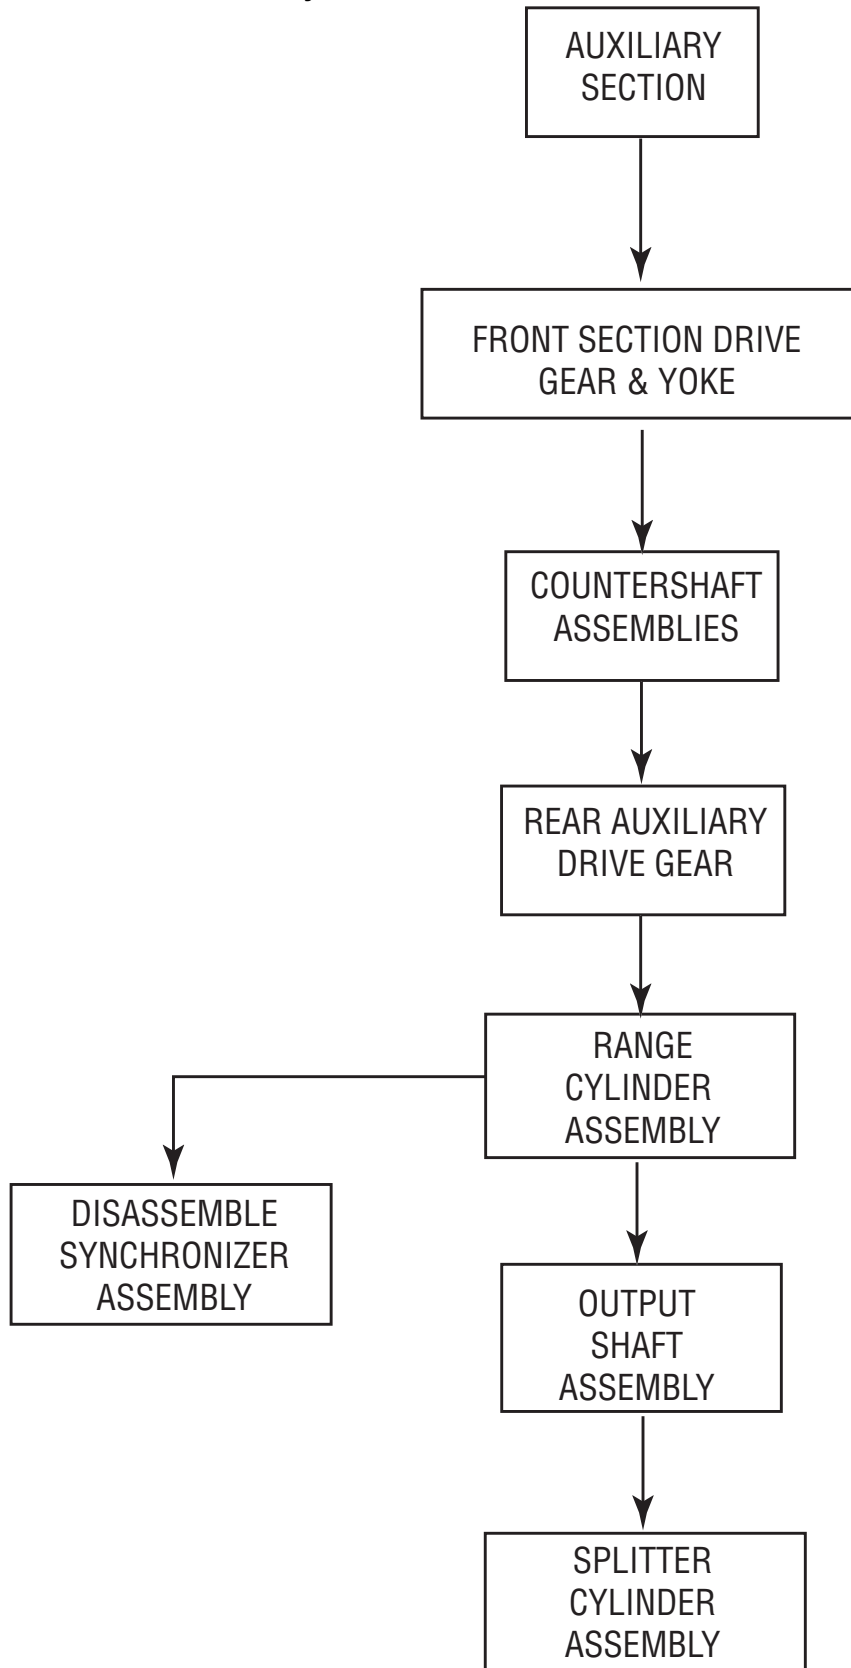 AUXILIARY
SECTION
FRONT SECTION DRIVE
GEAR & YOKE
COUNTERSHAFT
ASSEMBLIES
REAR AUXILIARY
DRIVE GEAR
RANGE
CYLINDER
ASSEMBLY
DISASSEMBLE
SYNCHRONIZER
ASSEMBLY
OUTPUT
SHAFT
ASSEMBLY
SPLITTER
CYLINDER
ASSEMBLY